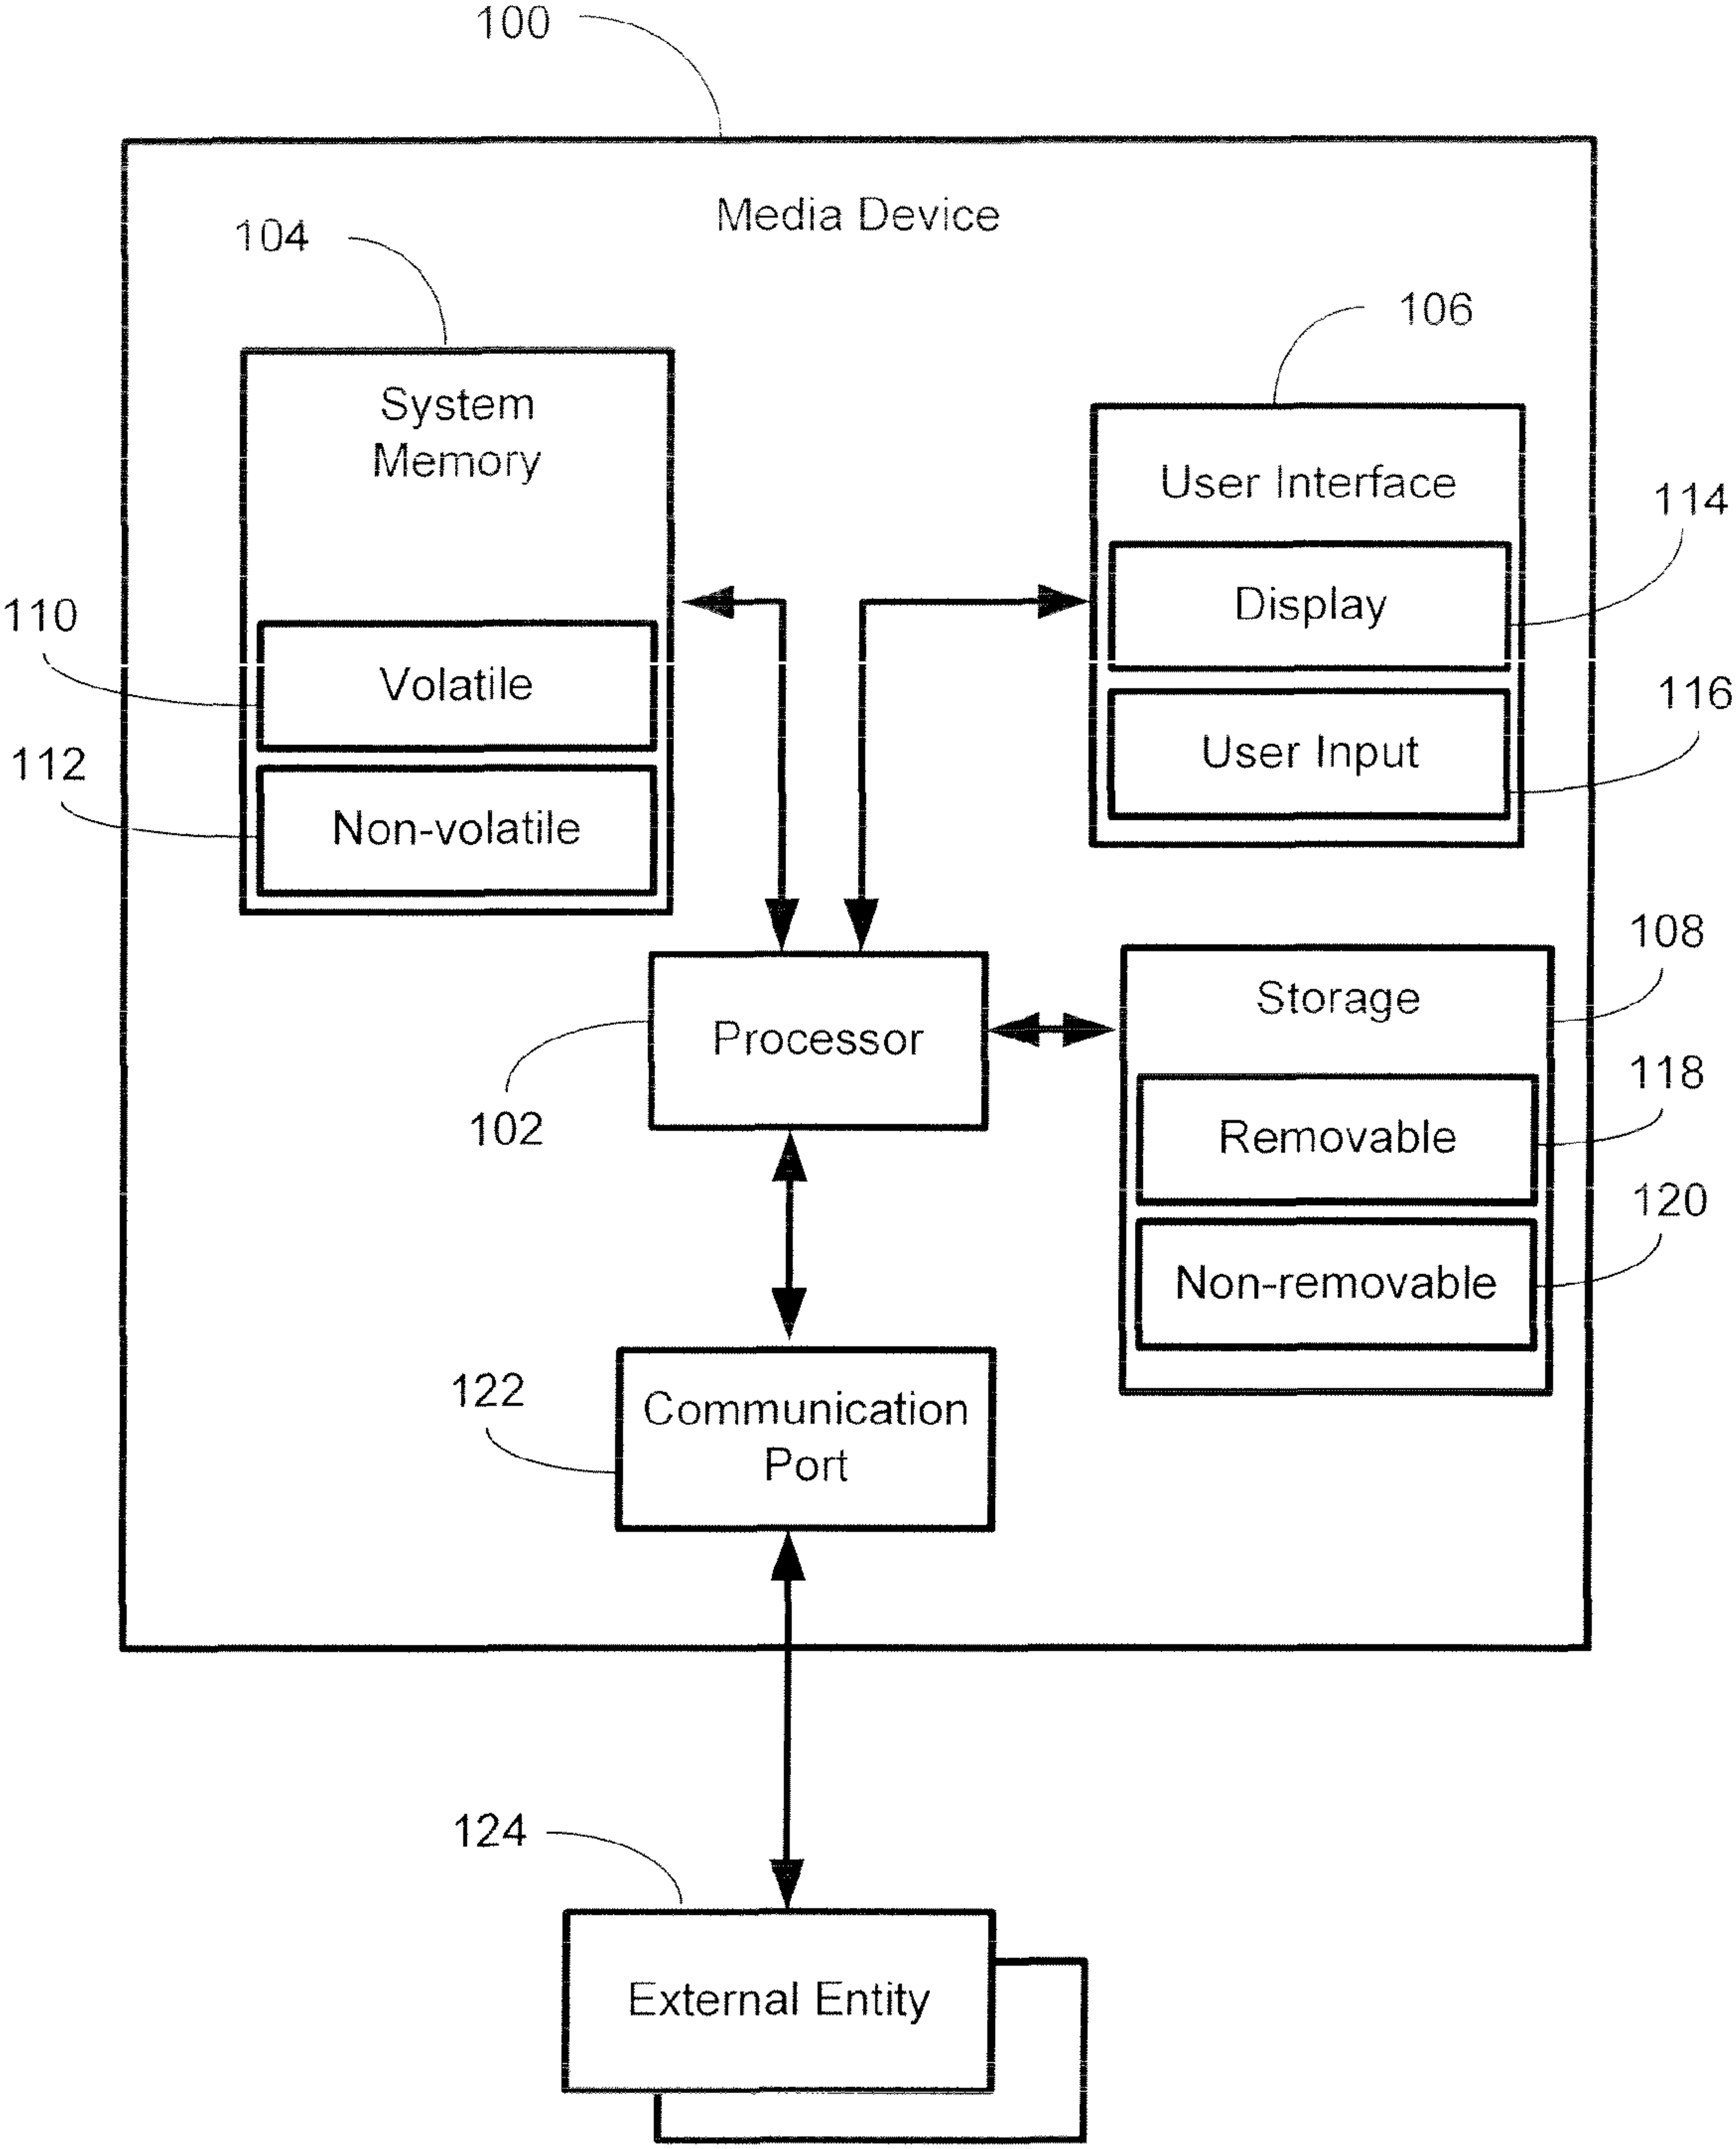 100
Media Device
104
106
System
Memory
User Interface
114
Display
110
Volatile
116
User Input
112
Non-volatile
108
Storage
Processor
118
102
Removable
120
Non-removable
122
Communication
Port
124
External Entity